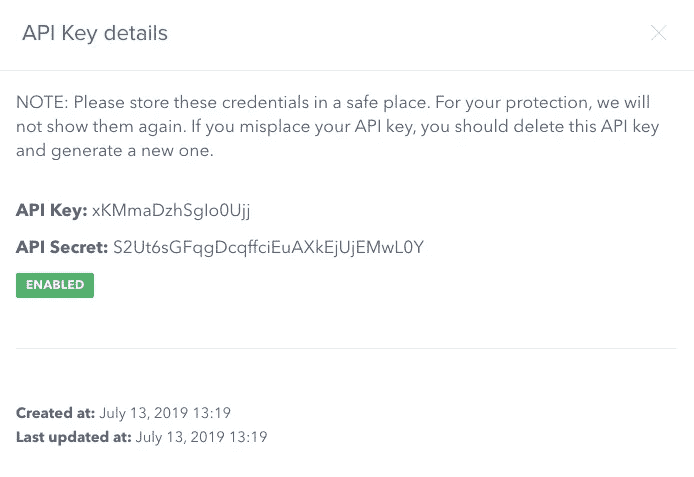 API Key details
NOTE: Please store these credentials in a safe place. For your protection, we will
not show them again. If you misplace your API key, you should delete this API key
and generate a new one.
API Key: xKMmaDzhSglo0Ujj
API Secret: S2Ut6sGFqgDcqffciEuAXkEjUjEMwL0Y
ENABLED
Created at: July 13, 2019 13:19
Last updated at: July 13, 2019 13:19